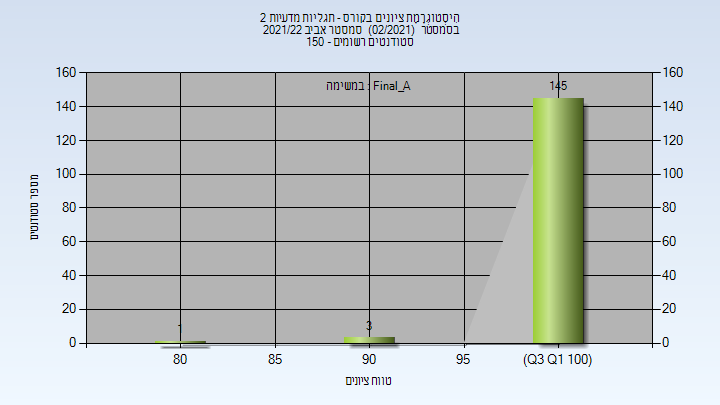 הִיסְטוֹגְרָמַת ציונים בקורס - תגליות מדעיות 2
בסמסטר (02/2021) סמסטר אביב 2021/22
סטודנטים רשומים - 150
במשימה : Final_A
160 160
140 140
120 120
100 100
80 80
60 60
40 40
20 20
0 0
145
3
1
מספר סטודנטים
80 85 90 95 (Q3 Q1 100)
טווח ציונים